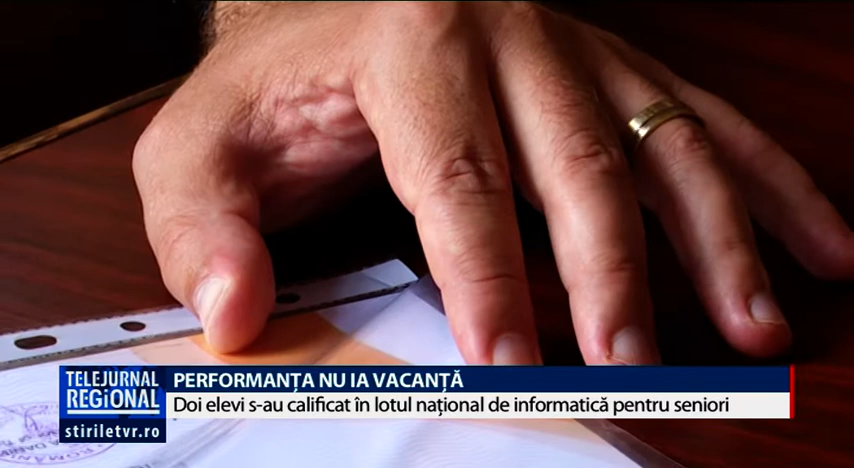 TELEJURNAL
REGIONAL
stiriletvr.ro
PERFORMANȚA NU IA VACANȚĂ
Doi elevi s-au calificat în lotul național de informatică pentru seniori